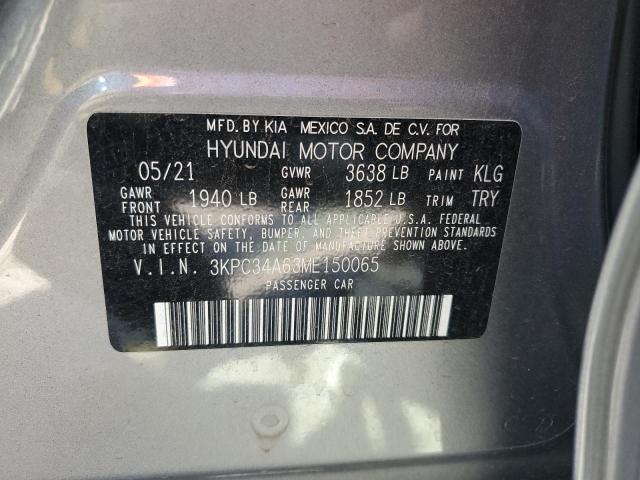 MFD. BY KIA MEXICO S.A. DE C.V. FOR
HYUNDAI MOTOR COMPANY
05/21 GVWR 3638 LB PAINT KLG
GAWR FRONT 1940 LB GAWR REAR 1852 LB TRIM TRY
THIS VEHICLE CONFORMS TO ALL APPLICABLE U.S.A. FEDERAL
MOTOR VEHICLE SAFETY, BUMPER, AND THEFT PREVENTION STANDARDS
IN EFFECT ON THE DATE OF MANUFACTURE SHOWN ABOVE.
V.I.N. 3KPC34A63ME150065
PASSENGER CAR